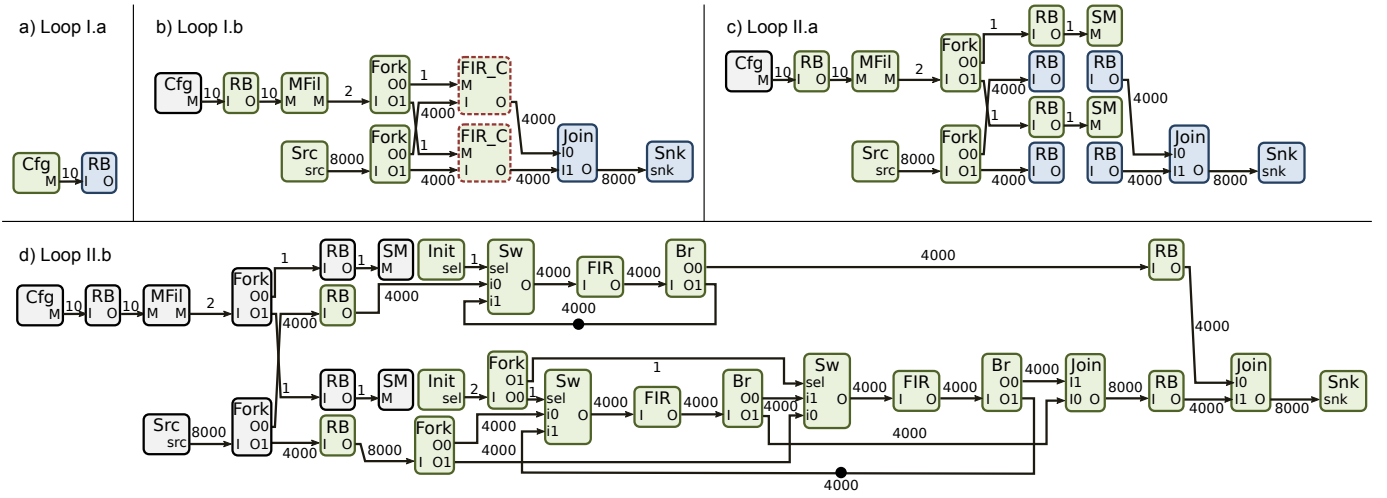 a) Loop I.a
Cfg
M
10
RB
I O
b) Loop I.b
Cfg
M
10
RB
I O
10
MFil
M M
2
Fork
O0
I O1
1
4000
FIR_C
M
I O
4000
Src
src
8000
Fork
O0
I O1
1
4000
FIR_C
M
I O
4000
Join
I0
I1 O
8000
Snk
snk
c) Loop II.a
Cfg
M
10
RB
I O
10
MFil
M M
2
Fork
O0
I O1
1
RB
I O
1
SM
M
4000
RB
I O
RB
I O
4000
1
RB
I O
1
SM
M
Src
src
8000
Fork
O0
I O1
4000
RB
I O
RB
I O
4000
Join
I0
I1 O
8000
Snk
snk
d) Loop II.b
Cfg
M
10
RB
I O
10
MFil
M M
2
Fork
O0
I O1
1
RB
I O
1
SM
M
Init
sel
1
Sw
sel
i0 O
i1
4000
FIR
I O
4000
Br
O0
I O1
4000
RB
I O
4000
4000
RB
I O
4000
4000
1
RB
I O
1
SM
M
Init
sel
2
Fork
O1
I O0
1
1
Sw
sel
i0 O
i1
4000
FIR
I O
4000
Br
O0
I O1
4000
Sw
sel
i1 O
i0
4000
FIR
I O
4000
Br
O0
I O1
4000
Join
I1
I0 O
8000
RB
I O
4000
Join
I0
I1 O
8000
Snk
snk
Src
src
8000
Fork
O0
I O1
4000
RB
I O
8000
Fork
O0
I O1
4000
4000
4000
4000